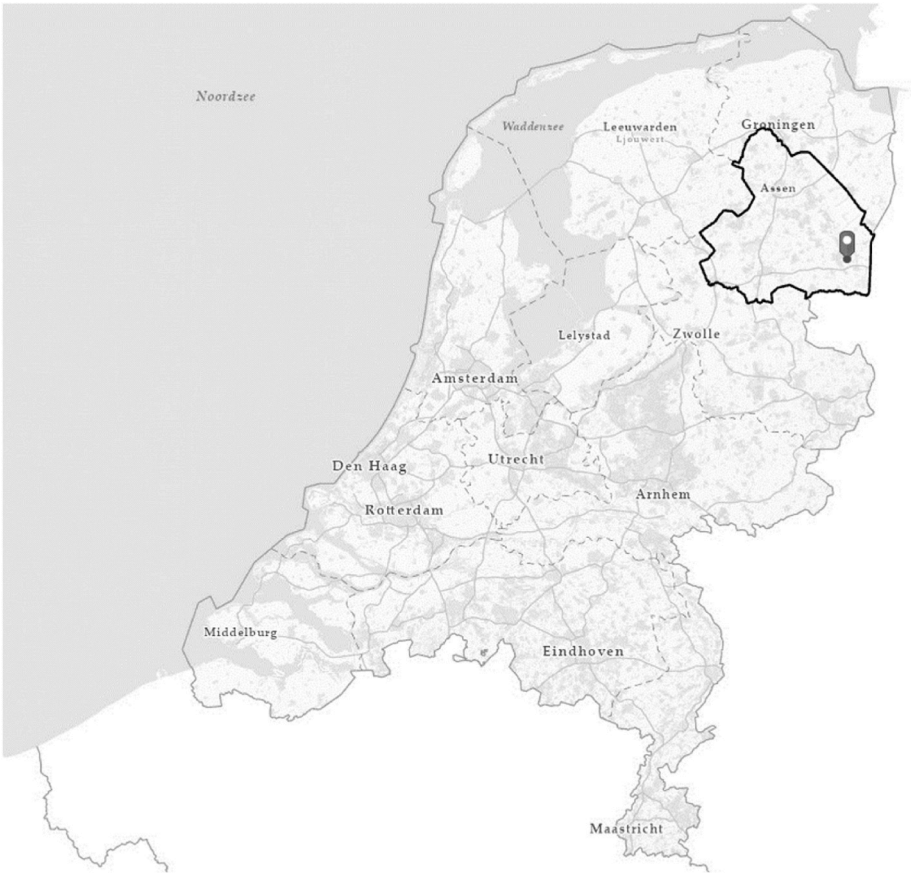 Noordzee
Waddenzee
Leeuwarden
Ljouwert
Groningen
Assen
Lelystad
Zwolle
Amsterdam
Utrecht
Den Haag
Arnhem
Rotterdam
Middelburg
Eindhoven
Maastricht